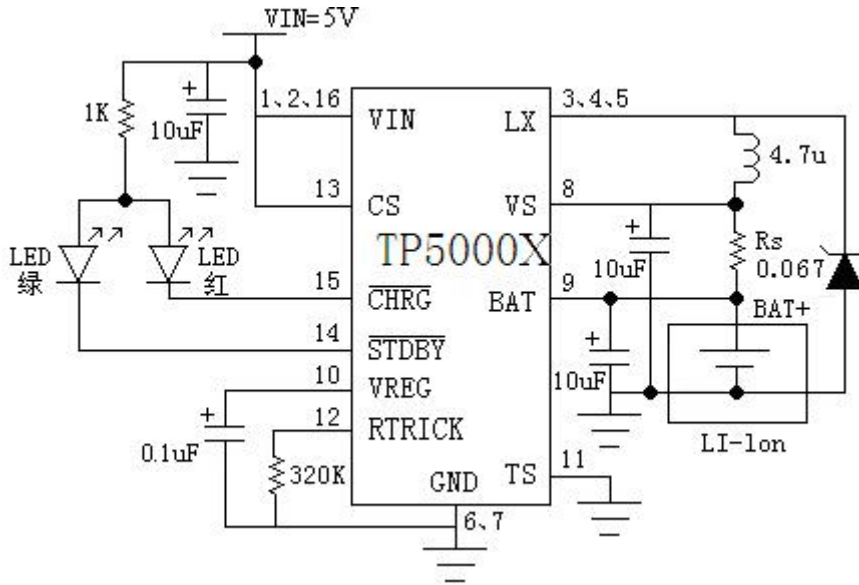 VIN=5V
1K
10uF
1、2、16
VIN
LX
3、4、5
4.7u
13
CS
VS
8
TP5000X
LED
绿
LED
红
10uF
Rs
0.067
15
CHRG
BAT
9
BAT+
14
STDBY
10uF
10
VREG
12
RTRICK
LI-lon
0.1uF
320K
TS
11
GND
6、7